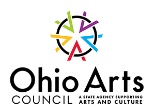 Ohio Arts
COUNCIL A STATE AGENCY SUPPORTING
ARTS AND CULTURE